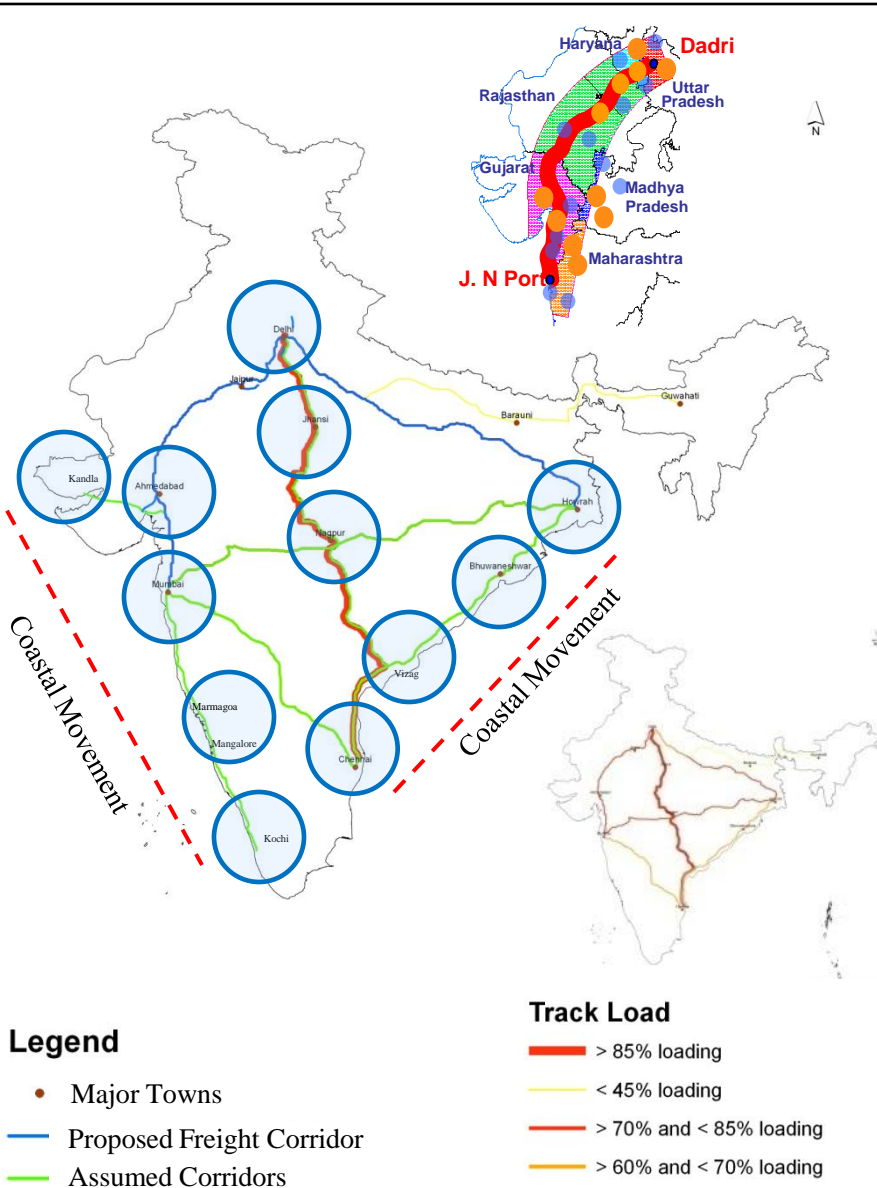 Haryana
Dadri
Uttar
Pradesh
Rajasthan
N
Gujarat
Madhya
Pradesh
Maharashtra
J. N Port
Delhi
Jaipur
Jhansi
Barauni
Guwahati
Kandla
Ahmedabad
Howrah
Nagpur
Bhuwaneshwar
Mumbai
Vizag
Coastal Movement
Coastal Movement
Marmagoa
Mangalore
Chennai
Kochi
Legend
Major Towns
Proposed Freight Corridor
Assumed Corridors
Track Load
> 85% loading
< 45% loading
> 70% and < 85% loading
> 60% and < 70% loading